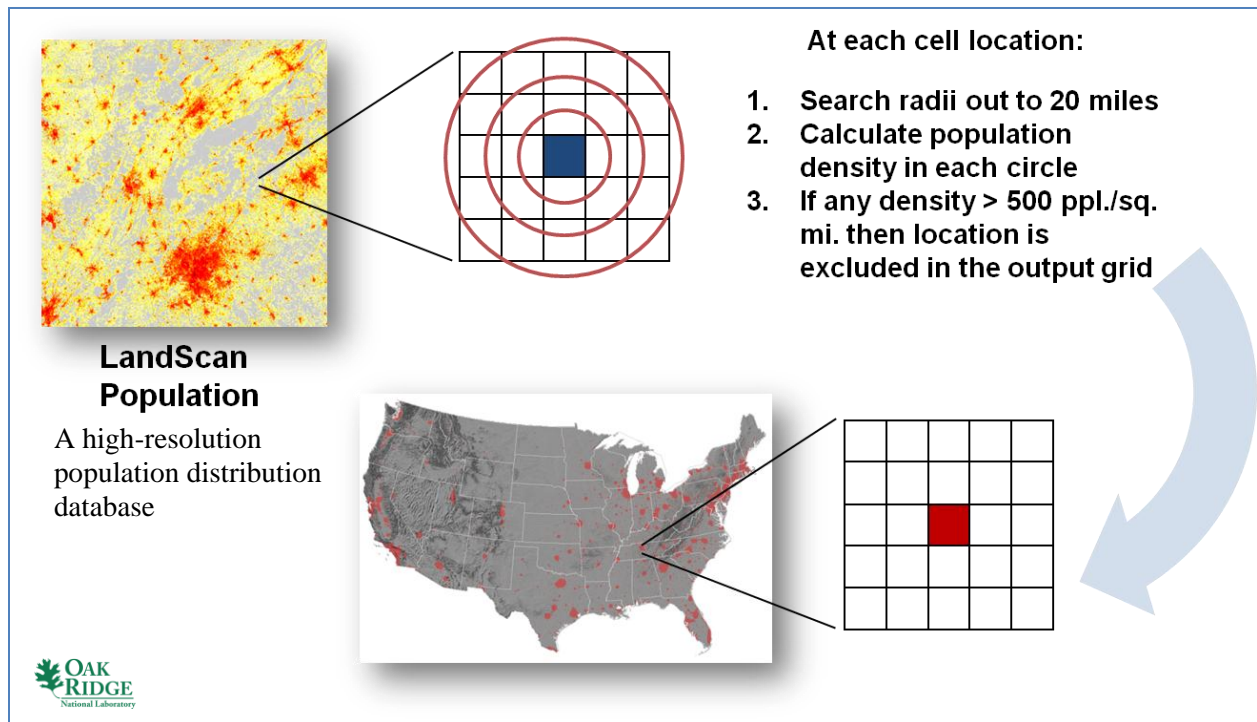 At each cell location:
1. Search radii out to 20 miles
2. Calculate population
density in each circle
3. If any density > 500 ppl./sq.
mi. then location is
excluded in the output grid
LandScan
Population
A high-resolution
population distribution
database
OAK
RIDGE
National Laboratory